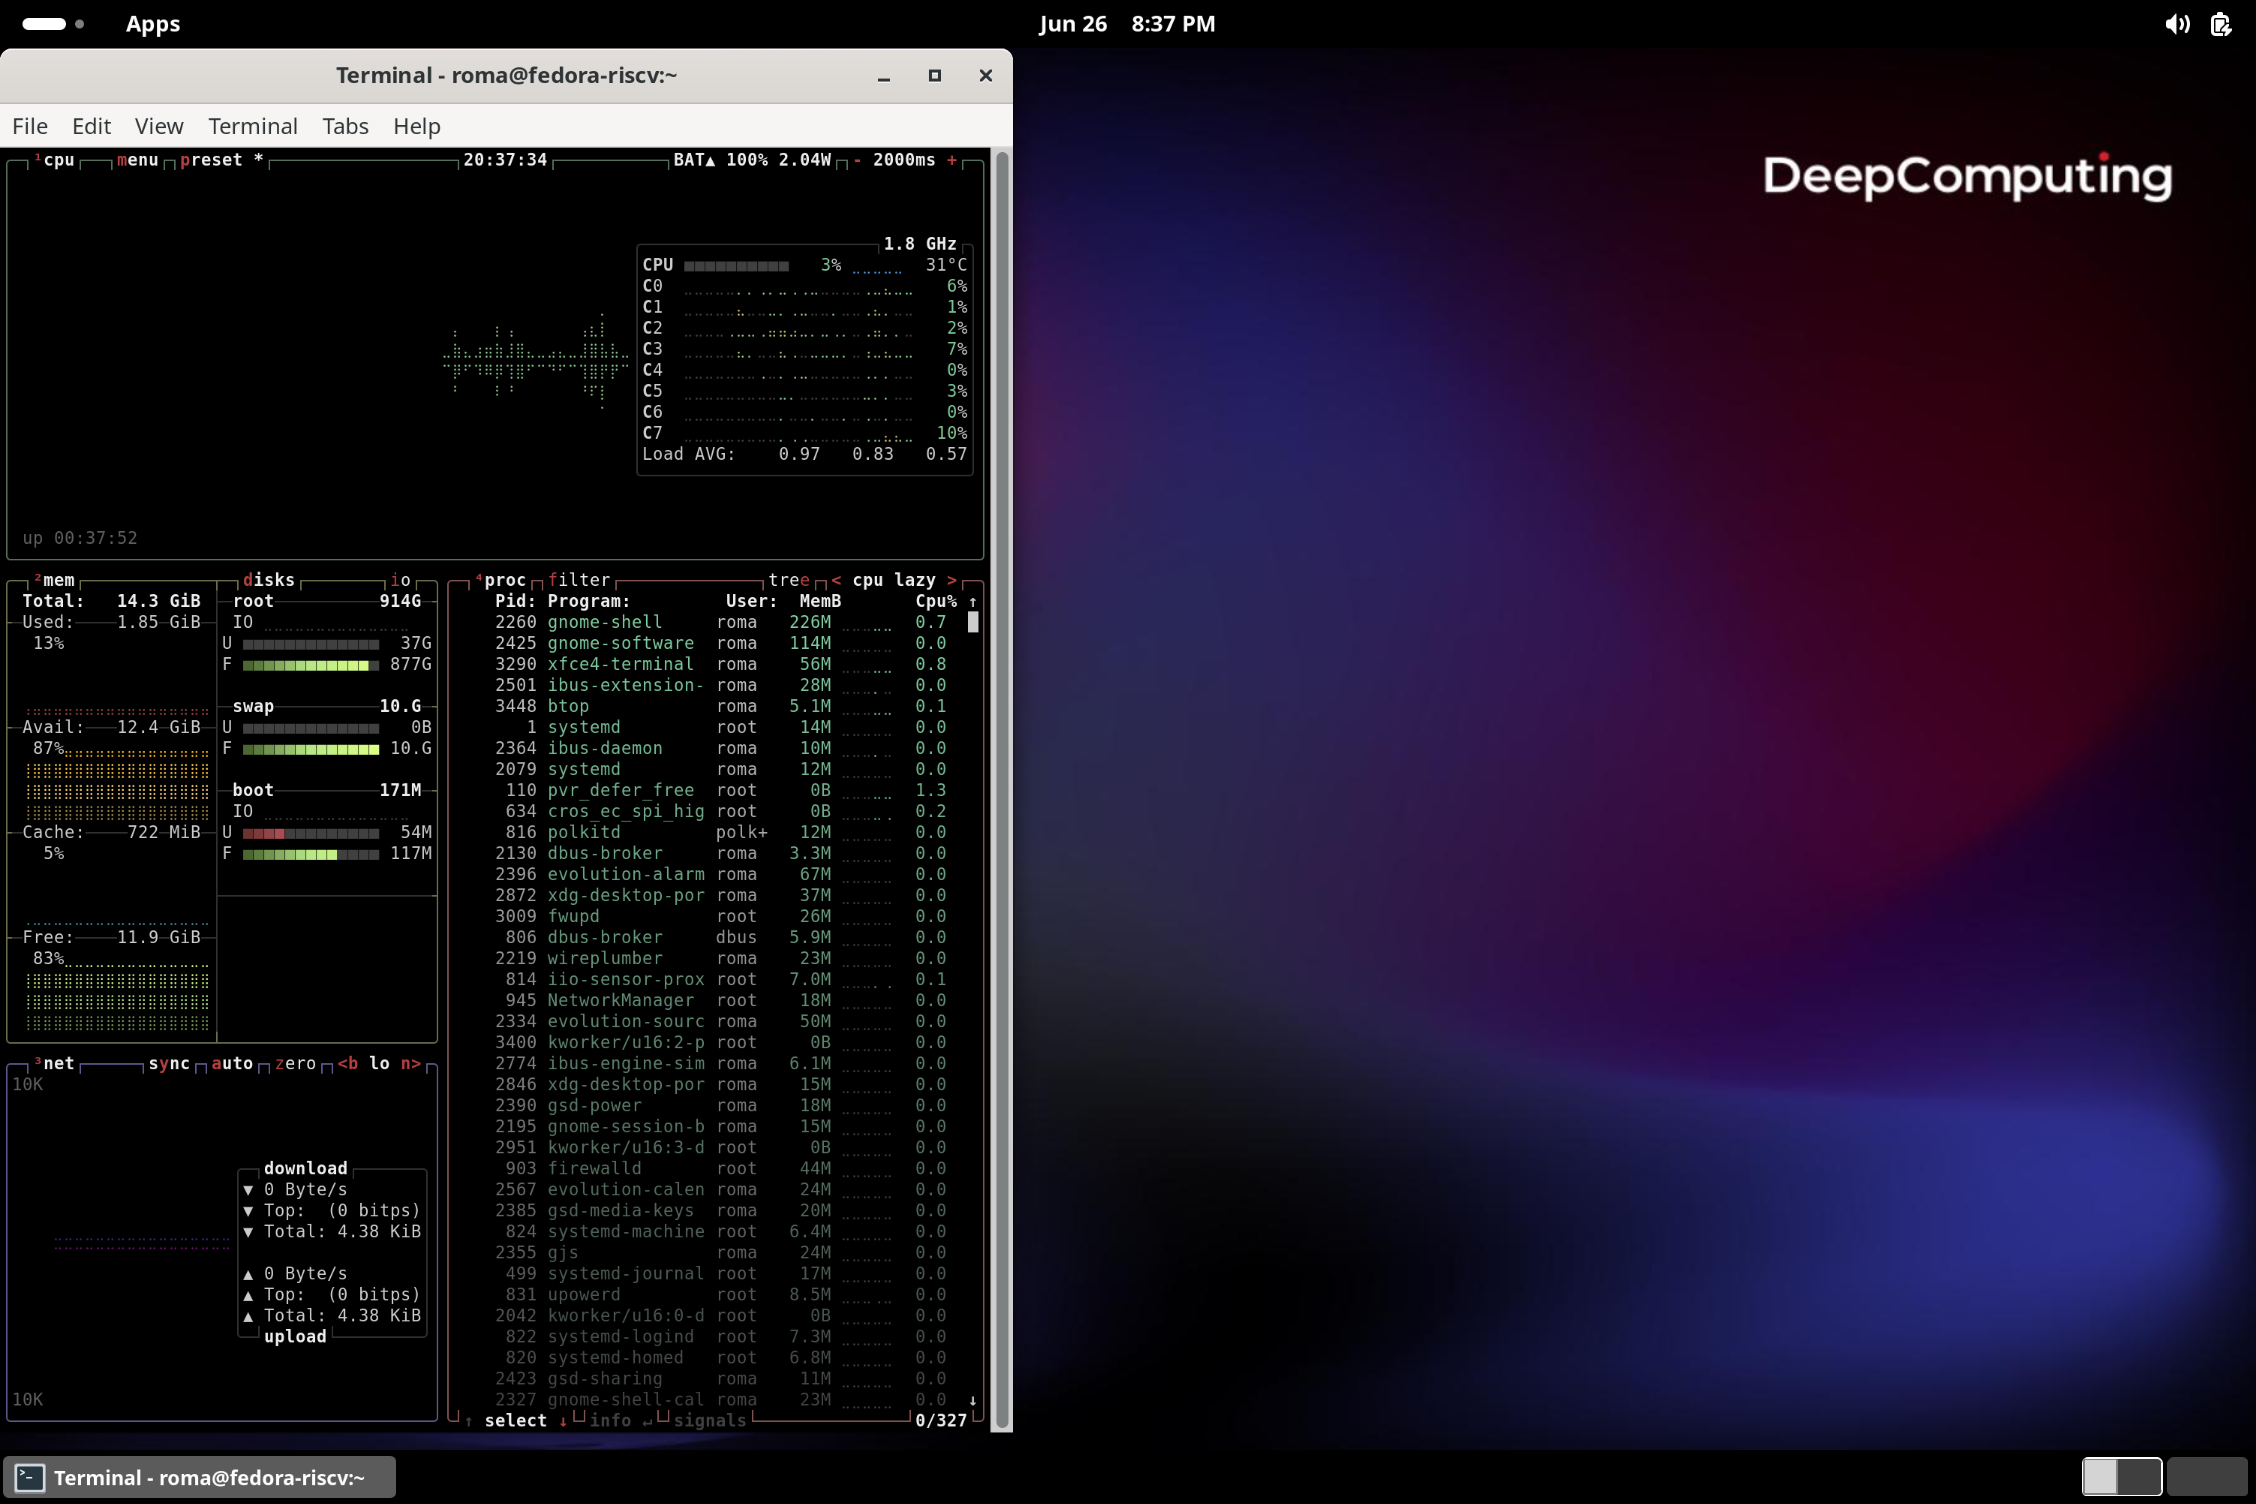 Apps
Jun 26 8:37 PM
Terminal - roma@fedora-riscv:~
File Edit View Terminal Tabs Help
¹cpu menu preset * 20:37:34 BAT▲ 100% 2.04W - 2000ms +
DeepComputing
1.8 GHz
CPU 3% 31°C
C0 6%
C1 1%
C2 2%
C3 7%
C4 0%
C5 3%
C6 0%
C7 10%
Load AVG: 0.97 0.83 0.57
up 00:37:52
²mem disks io
Total: 14.3 GiB
Used: 1.85 GiB
13%
Avail: 12.4 GiB
87%
Cache: 722 MiB
5%
Free: 11.9 GiB
83%
root 914G
IO
U 37G
F 877G
swap 10.G
U 0B
F 10.G
boot 171M
IO
U 54M
F 117M
³net sync auto zero <b lo n>
10K
download
▼ 0 Byte/s
▼ Top: (0 bitps)
▼ Total: 4.38 KiB
▲ 0 Byte/s
▲ Top: (0 bitps)
▲ Total: 4.38 KiB
upload
10K
⁴proc filter tree < cpu lazy >
Pid: Program: User: MemB Cpu% ↑
2260 gnome-shell roma 226M 0.7
2425 gnome-software roma 114M 0.0
3290 xfce4-terminal roma 56M 0.8
2501 ibus-extension- roma 28M 0.0
3448 btop roma 5.1M 0.1
1 systemd root 14M 0.0
2364 ibus-daemon roma 10M 0.0
2079 systemd roma 12M 0.0
110 pvr_defer_free root 0B 1.3
634 cros_ec_spi_hig root 0B 0.2
816 polkitd polk+ 12M 0.0
2130 dbus-broker roma 3.3M 0.0
2396 evolution-alarm roma 67M 0.0
2872 xdg-desktop-por roma 37M 0.0
3009 fwupd root 26M 0.0
806 dbus-broker dbus 5.9M 0.0
2219 wireplumber roma 23M 0.0
814 iio-sensor-prox root 7.0M 0.1
945 NetworkManager root 18M 0.0
2334 evolution-sourc roma 50M 0.0
3400 kworker/u16:2-p root 0B 0.0
2774 ibus-engine-sim roma 6.1M 0.0
2846 xdg-desktop-por roma 15M 0.0
2390 gsd-power roma 18M 0.0
2195 gnome-session-b roma 15M 0.0
2951 kworker/u16:3-d root 0B 0.0
903 firewalld root 44M 0.0
2567 evolution-calen roma 24M 0.0
2385 gsd-media-keys roma 20M 0.0
824 systemd-machine root 6.4M 0.0
2355 gjs roma 24M 0.0
499 systemd-journal root 17M 0.0
831 upowerd root 8.5M 0.0
2042 kworker/u16:0-d root 0B 0.0
822 systemd-logind root 7.3M 0.0
820 systemd-homed root 6.8M 0.0
2423 gsd-sharing roma 11M 0.0
2327 gnome-shell-cal roma 23M 0.0 ↓
↑ select ↓ info ↵ signals 0/327
Terminal - roma@fedora-riscv:~